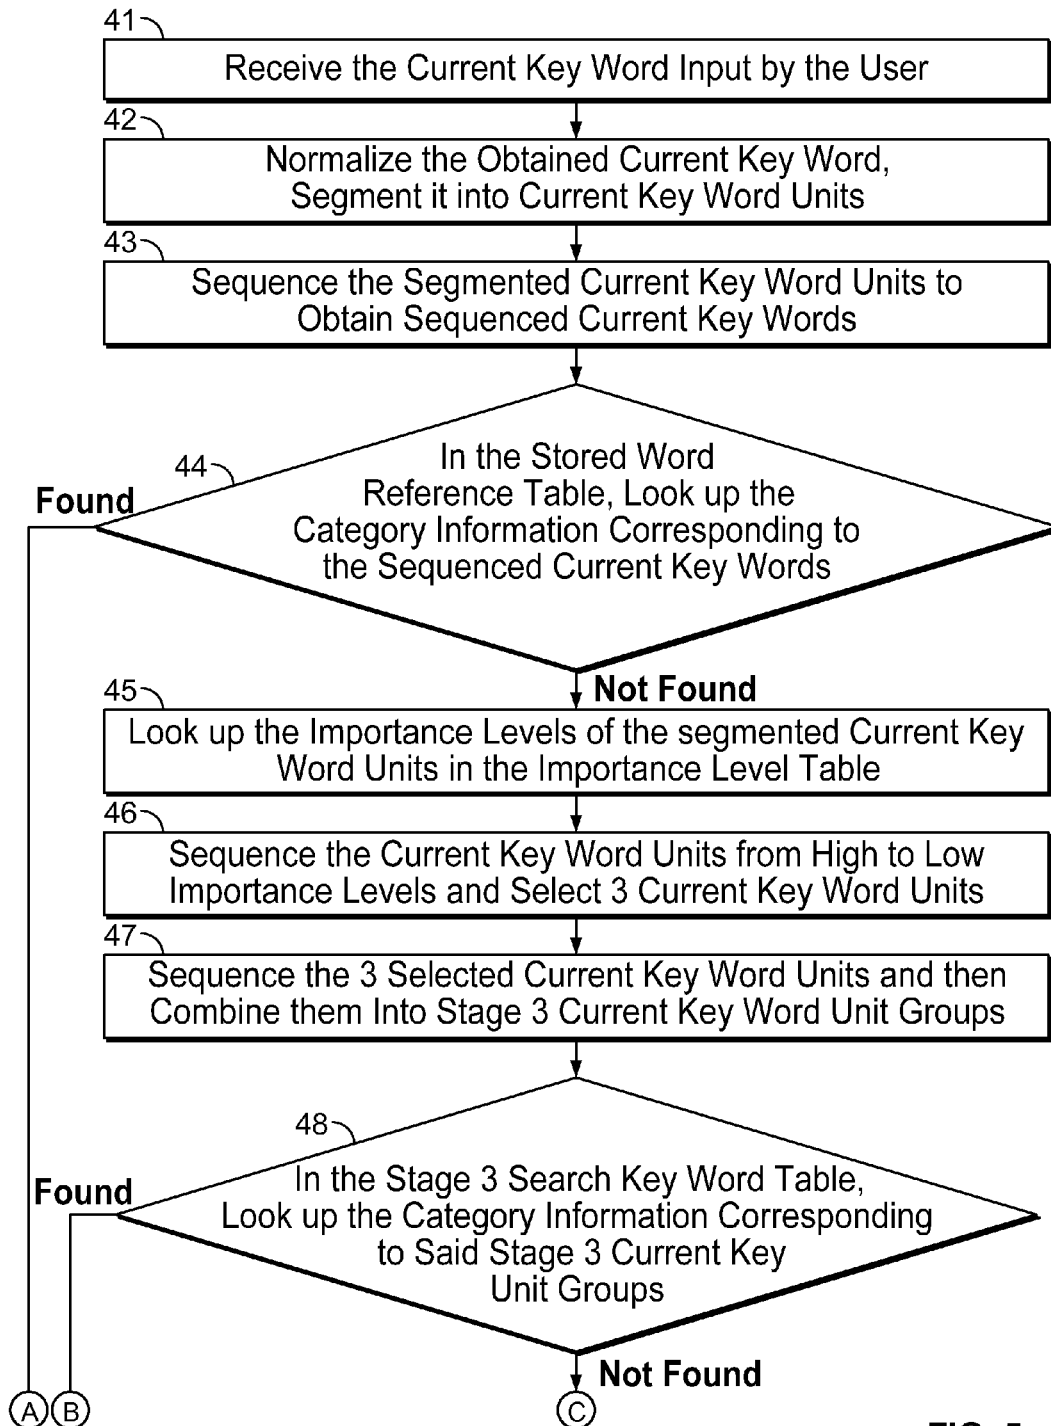 41
Receive the Current Key Word Input by the User
42
Normalize the Obtained Current Key Word,
Segment it into Current Key Word Units
43
Sequence the Segmented Current Key Word Units to
Obtain Sequenced Current Key Words
44
In the Stored Word
Reference Table, Look up the
Category Information Corresponding to
the Sequenced Current Key Words
Found
Not Found
45
Look up the Importance Levels of the segmented Current Key
Word Units in the Importance Level Table
46
Sequence the Current Key Word Units from High to Low
Importance Levels and Select 3 Current Key Word Units
47
Sequence the 3 Selected Current Key Word Units and then
Combine them Into Stage 3 Current Key Word Unit Groups
48
In the Stage 3 Search Key Word Table,
Look up the Category Information Corresponding
to Said Stage 3 Current Key
Unit Groups
Found
Not Found
A B C